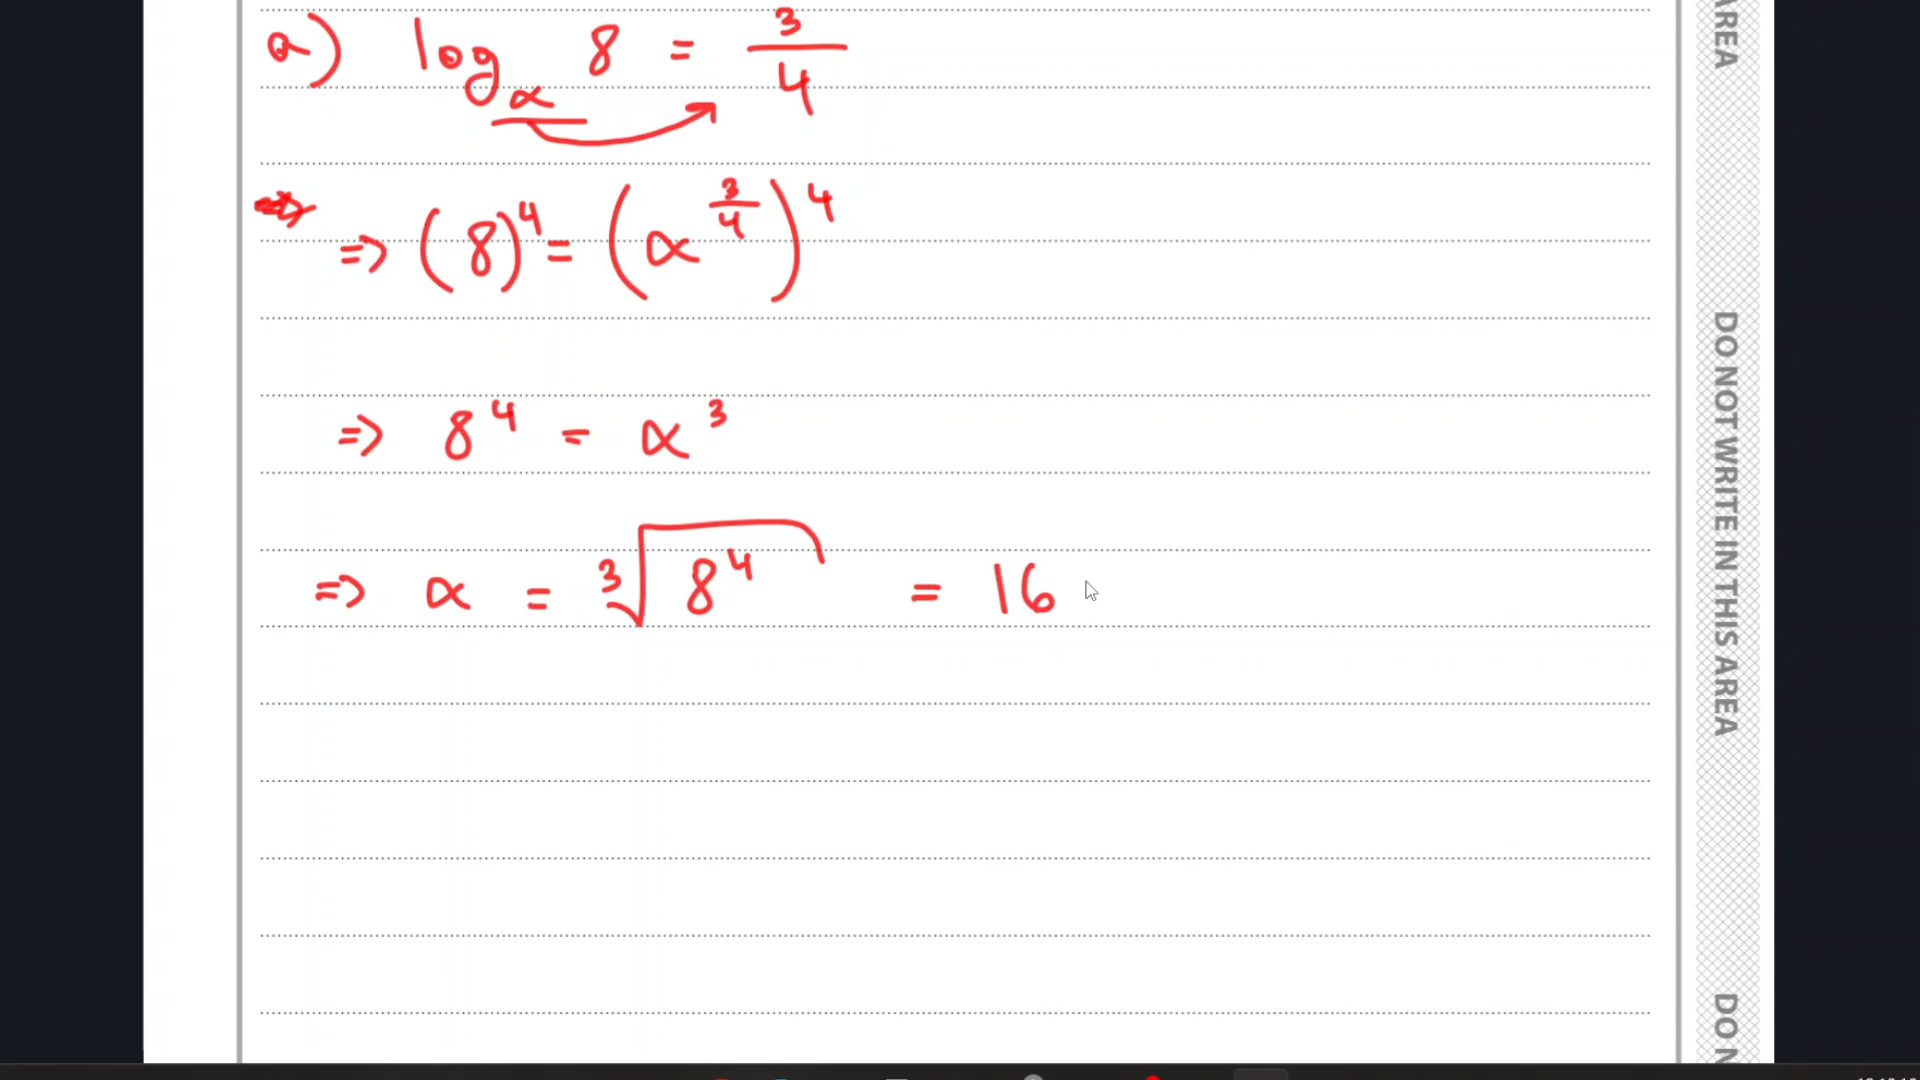 a) log_α 8 = 3/4
=> (8)^4 = (α^(3/4))^4
=> 8^4 = α^3
=> α = ∛(8^4) = 16
AREA
DO NOT WRITE IN THIS AREA
DO N